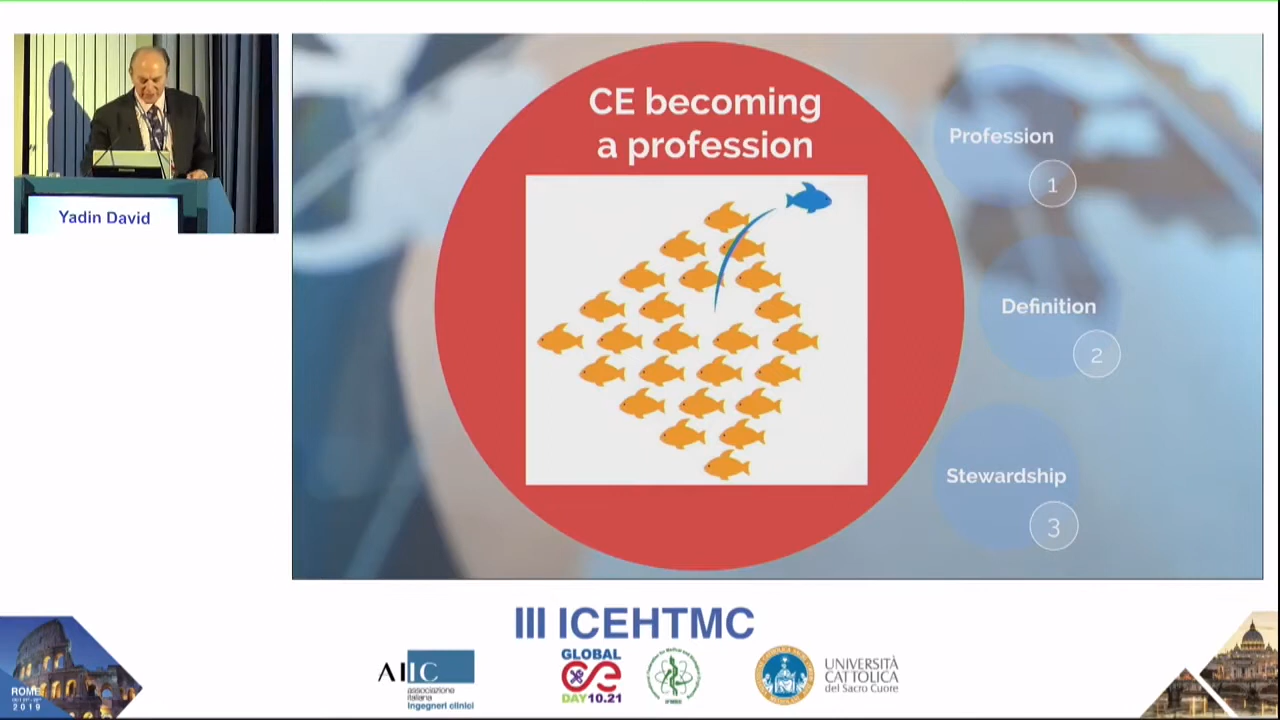 Yadin David
CE becoming
a profession
Profession
1
Definition
2
Stewardship
3
III ICEHTMC
ROME
2019
AIIC
associazione
italiana
ingegneri clinici
GLOBAL
CE
DAY 10.21
UNIVERSITÀ
CATTOLICA
del Sacro Cuore